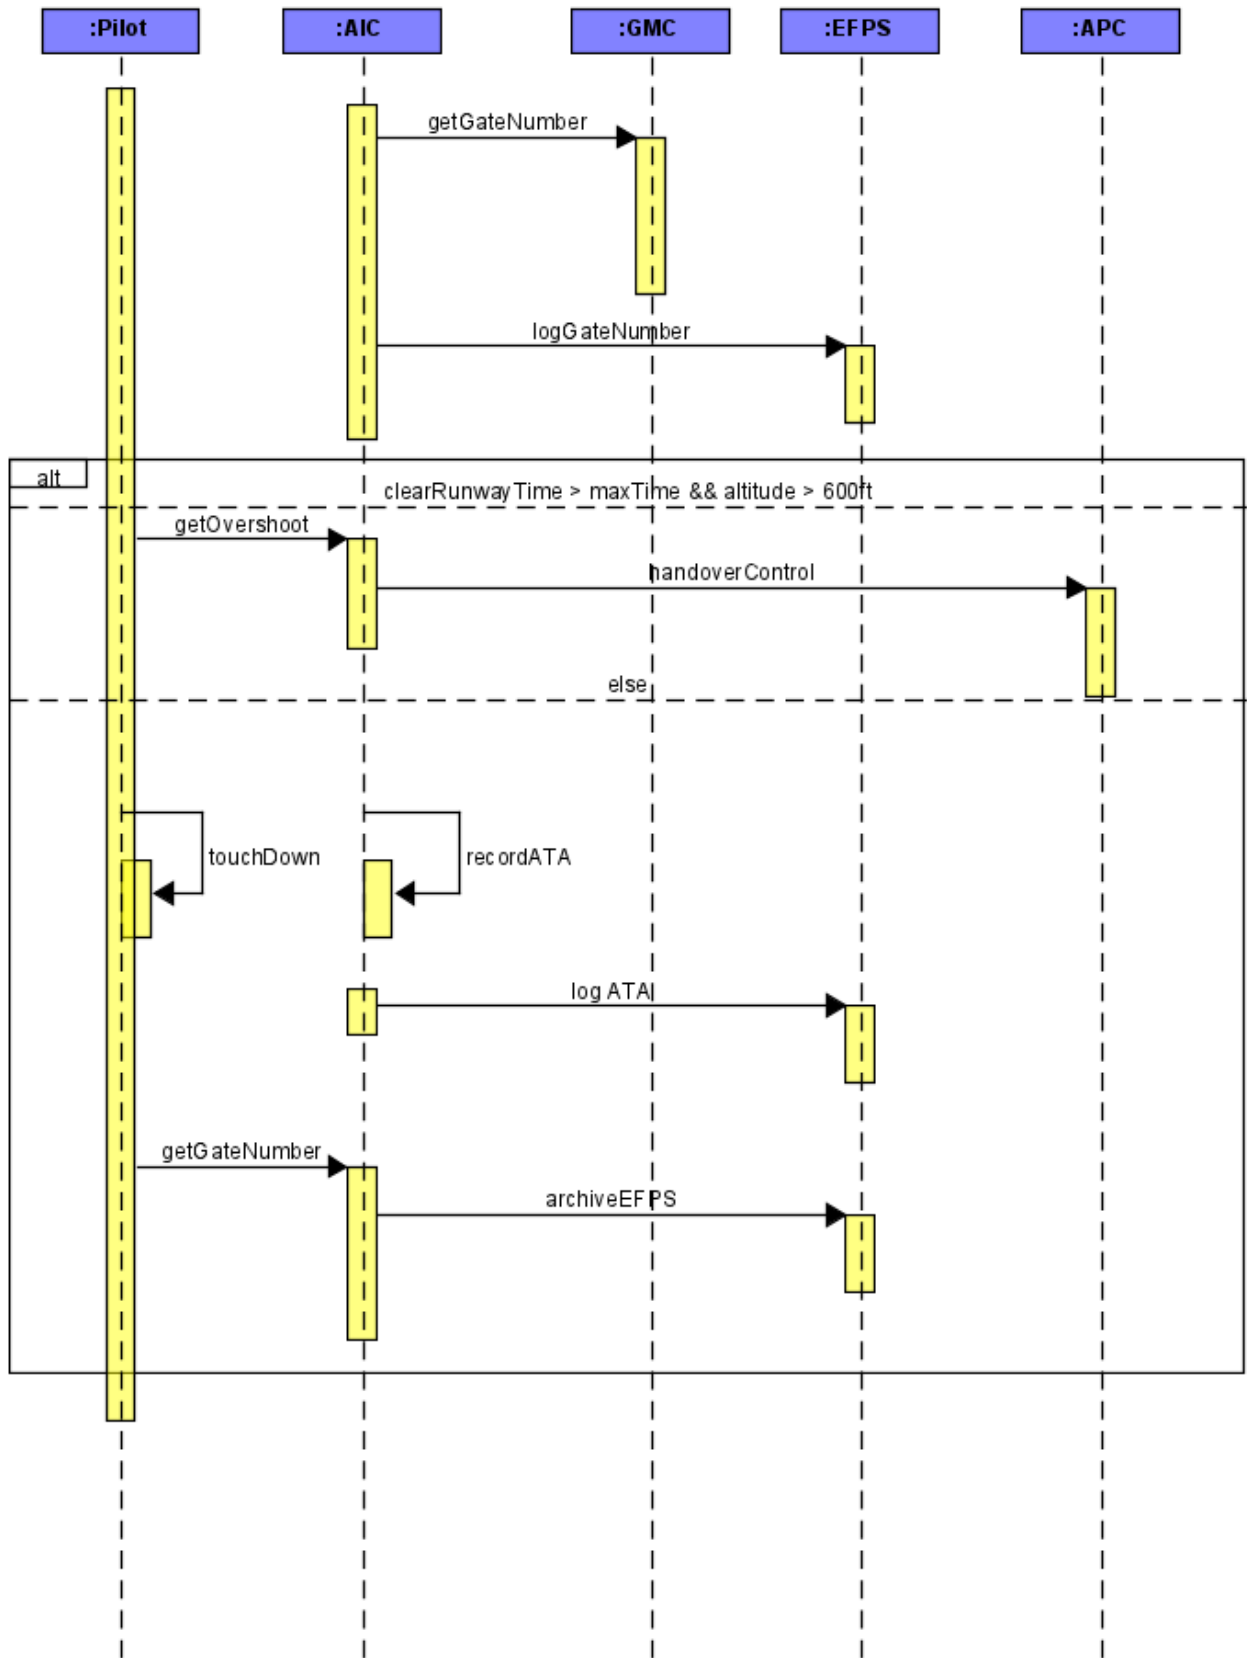 :Pilot
:AIC
:GMC
:EFPS
:APC
getGateNumber
logGateNumber
alt
clearRunwayTime > maxTime && altitude > 600ft
getOvershoot
handoverControl
else
touchDown
recordATA
log ATA
getGateNumber
archiveEFPS